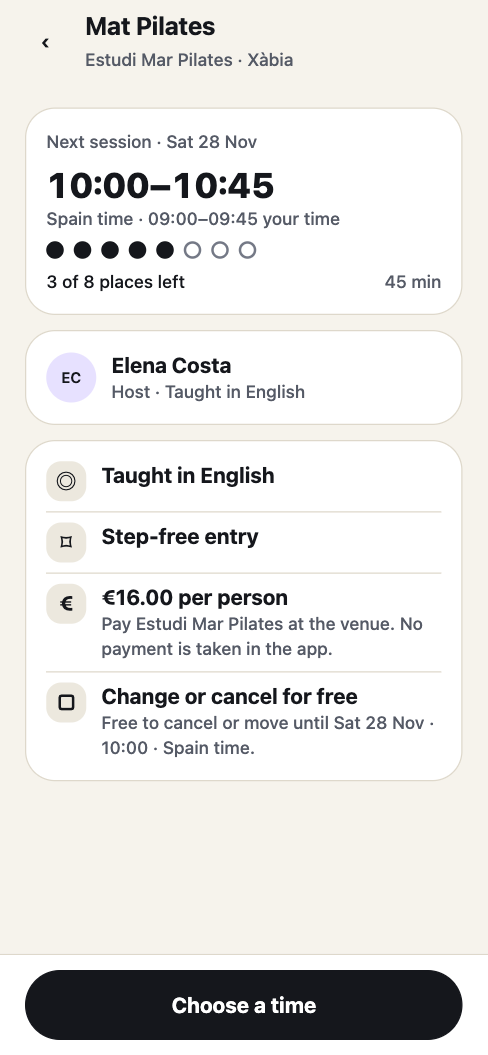 ‹
Mat Pilates
Estudi Mar Pilates · Xàbia
Next session · Sat 28 Nov
10:00–10:45
Spain time · 09:00–09:45 your time
3 of 8 places left
45 min
EC
Elena Costa
Host · Taught in English
Taught in English
Step-free entry
€
€16.00 per person
Pay Estudi Mar Pilates at the venue. No
payment is taken in the app.
Change or cancel for free
Free to cancel or move until Sat 28 Nov ·
10:00 · Spain time.
Choose a time